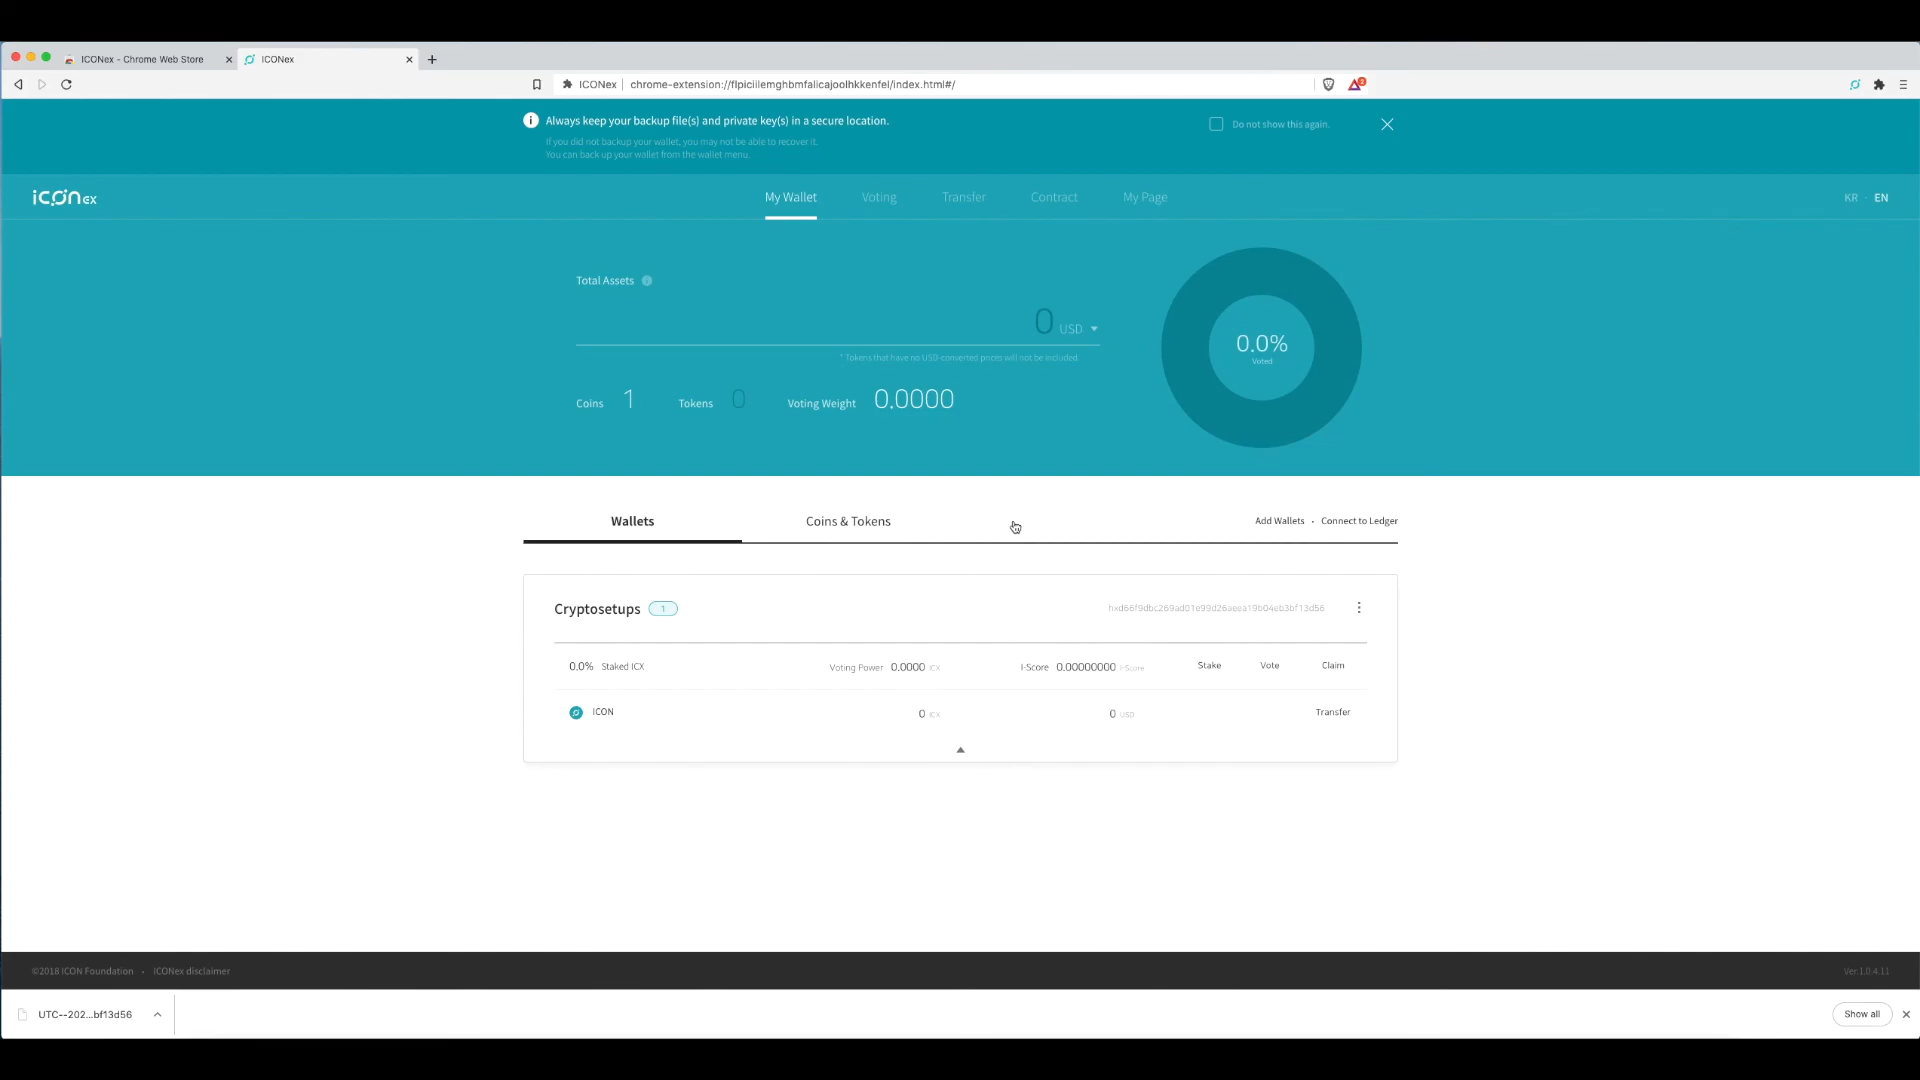 ICONex - Chrome Web Store
ICONex
ICONex
chrome-extension://flpiciilemghbmfalicajoolhkkenfel/index.html#/
Always keep your backup file(s) and private key(s) in a secure location.
If you did not backup your wallet, you may not be able to recover it.
You can back up your wallet from the wallet menu.
Do not show this again.
icon ex
My Wallet
Voting
Transfer
Contract
My Page
KR · EN
Total Assets
0 USD
* Tokens that have no USD-converted prices will not be included.
Coins 1
Tokens 0
Voting Weight 0.0000
0.0%
Voted
Wallets
Coins & Tokens
Add Wallets · Connect to Ledger
Cryptosetups 1
hxd66f9dbc269ad01e99d26aeea19b04eb3bf13d56
0.0% Staked ICX
Voting Power 0.0000 ICX
I-Score 0.00000000 I-Score
Stake
Vote
Claim
ICON
0 ICX
0 USD
Transfer
©2018 ICON Foundation · ICONex disclaimer
Ver.1.0.4.11
UTC--202...bf13d56
Show all